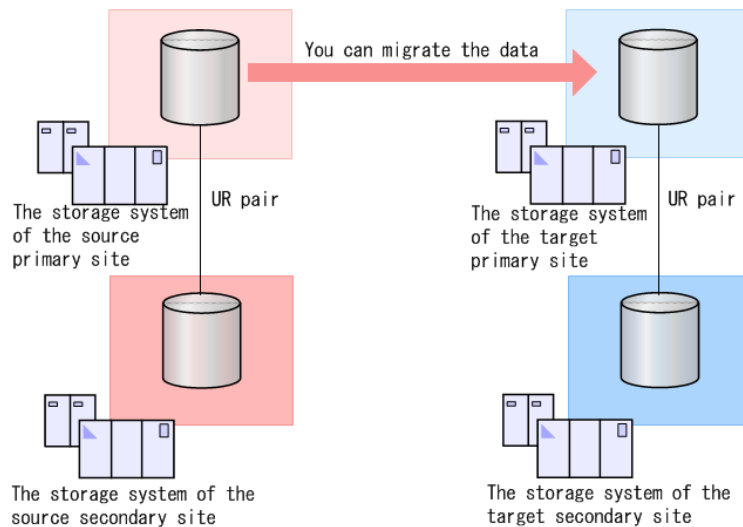 You can migrate the data
UR pair
UR pair
The storage system
of the source
primary site
The storage system
of the target
primary site
The storage system of the
source secondary site
The storage system of the
target secondary site